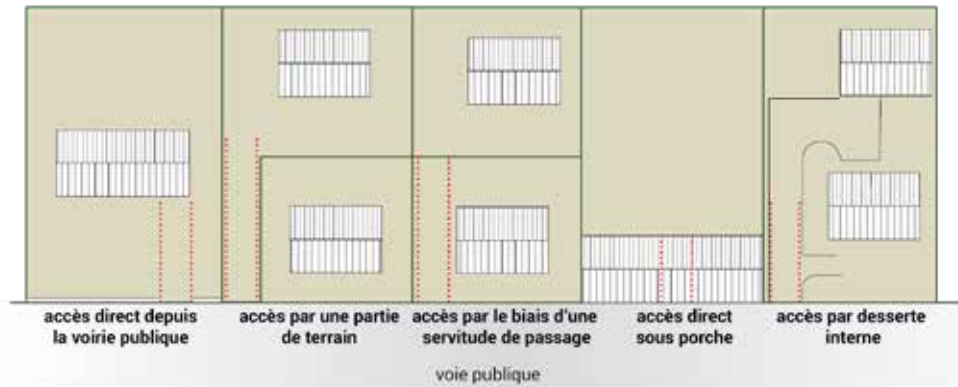 accès direct depuis
la voirie publique
accès par une partie
de terrain
accès par le biais d'une
servitude de passage
accès direct
sous porche
accès par desserte
interne
voie publique